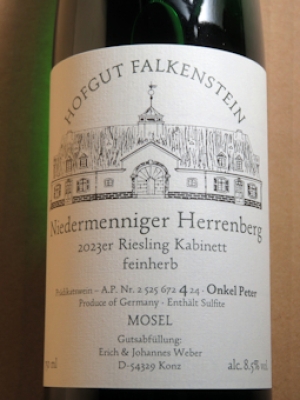 HOFGUT FALKENSTEIN
Niedermenniger Herrenberg
2023er Riesling Kabinett
feinherb
Prädikatswein – A.P. Nr. 2 525 672 4 24 · Onkel Peter
Produce of Germany · Enthält Sulfite
MOSEL
Gutsabfüllung:
Erich & Johannes Weber
D-54329 Konz
ml
alc. 8.5% vol